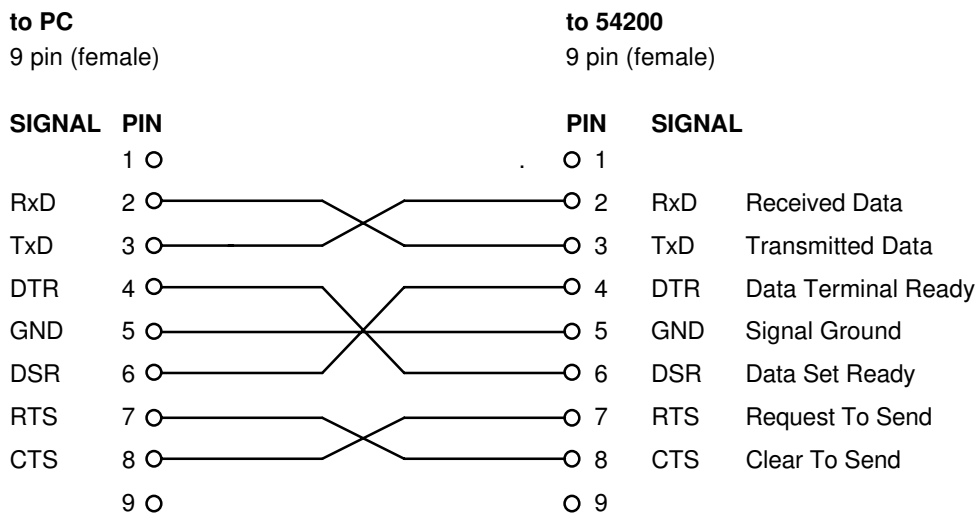 to PC to 54200
9 pin (female) 9 pin (female)
SIGNAL PIN PIN SIGNAL
1 1
RxD 2 2 RxD Received Data
TxD 3 3 TxD Transmitted Data
DTR 4 4 DTR Data Terminal Ready
GND 5 5 GND Signal Ground
DSR 6 6 DSR Data Set Ready
RTS 7 7 RTS Request To Send
CTS 8 8 CTS Clear To Send
9 9